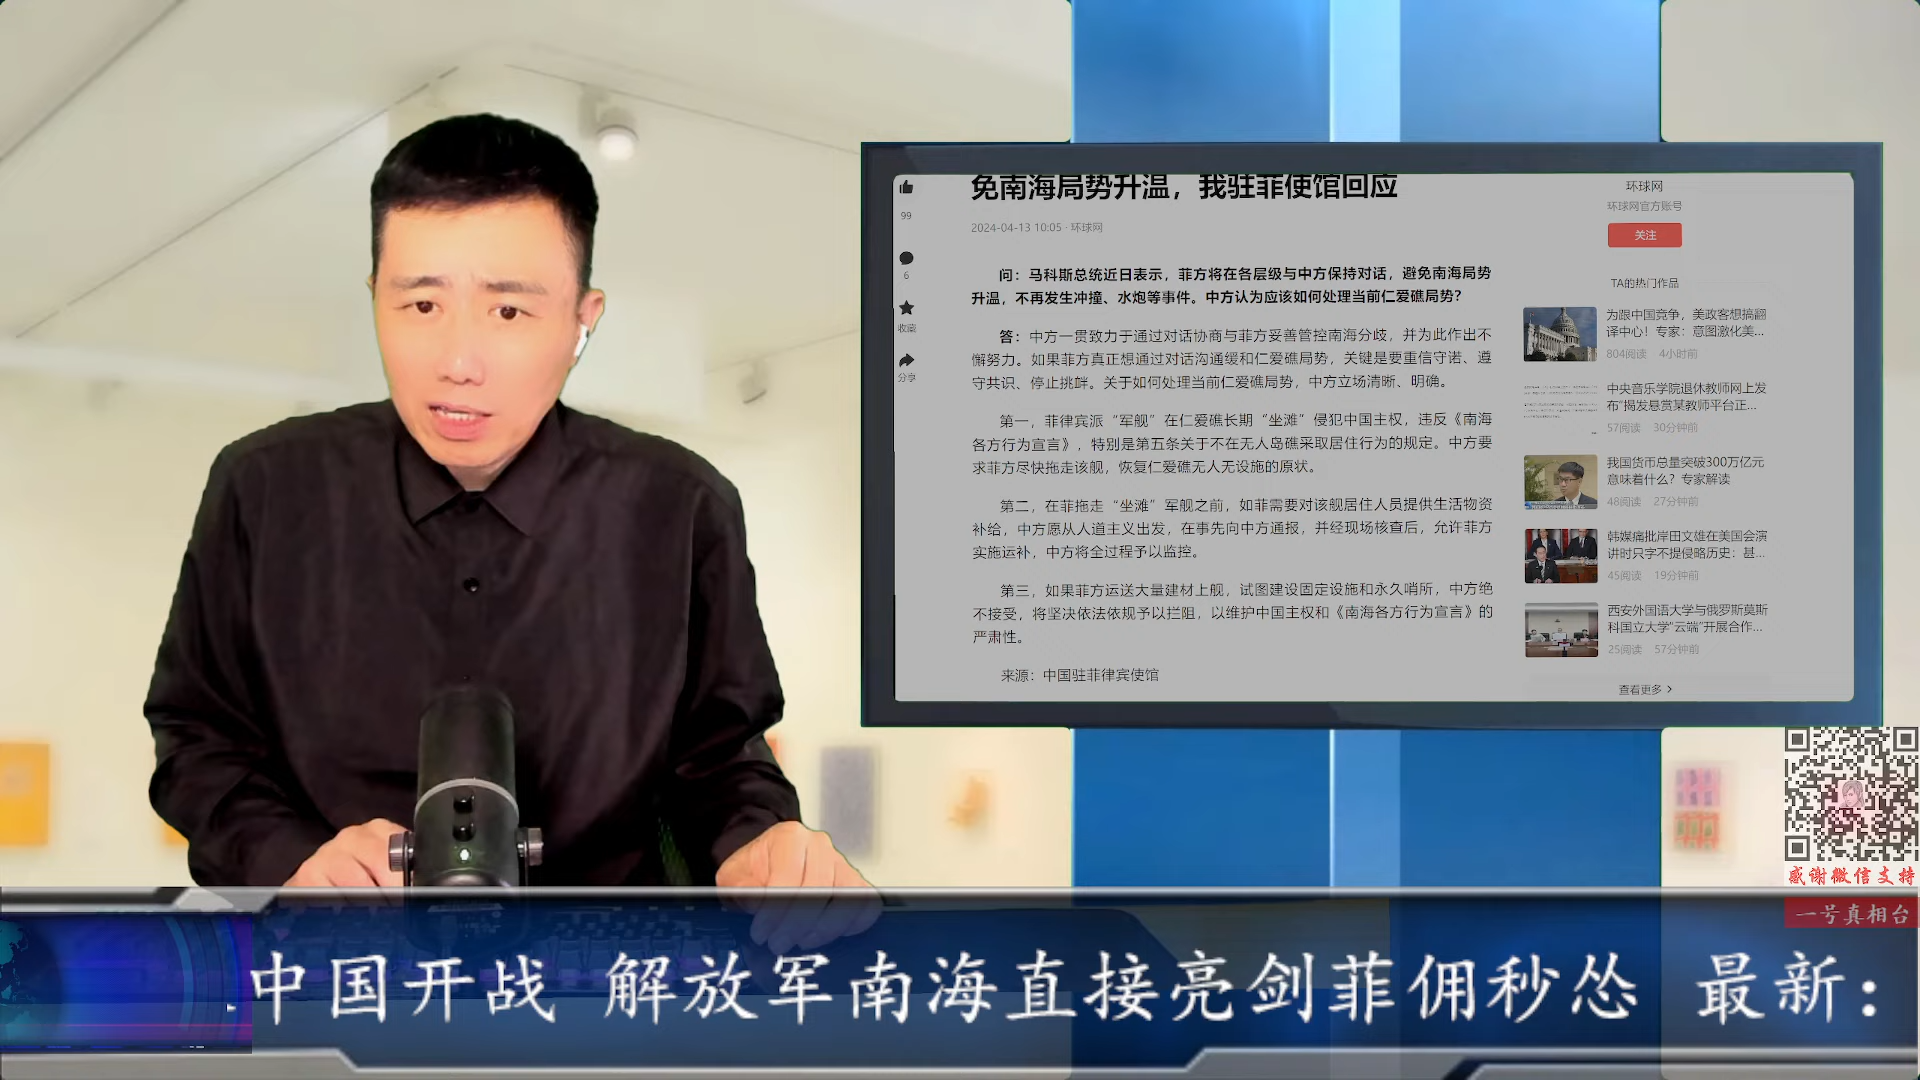 免南海局势升温，我驻菲使馆回应
99
2024-04-13 10:05 · 环球网
6
收藏
分享
问：马科斯总统近日表示，菲方将在各层级与中方保持对话，避免南海局势
升温，不再发生冲撞、水炮等事件。中方认为应该如何处理当前仁爱礁局势？
答：中方一贯致力于通过对话协商与菲方妥善管控南海分歧，并为此作出不
懈努力。如果菲方真正想通过对话沟通缓和仁爱礁局势，关键是要重信守诺、遵
守共识、停止挑衅。关于如何处理当前仁爱礁局势，中方立场清晰、明确。
第一，菲律宾派“军舰”在仁爱礁长期“坐滩”侵犯中国主权，违反《南海
各方行为宣言》，特别是第五条关于不在无人岛礁采取居住行为的规定。中方要
求菲方尽快拖走该舰，恢复仁爱礁无人无设施的原状。
第二，在菲拖走“坐滩”军舰之前，如菲需要对该舰居住人员提供生活物资
补给，中方愿从人道主义出发，在事先向中方通报，并经现场核查后，允许菲方
实施运补，中方将全过程予以监控。
第三，如果菲方运送大量建材上舰，试图建设固定设施和永久哨所，中方绝
不接受，将坚决依法依规予以拦阻，以维护中国主权和《南海各方行为宣言》的
严肃性。
来源：中国驻菲律宾使馆
环球网
环球网官方账号
关注
TA的热门作品
为跟中国竞争，美政客想搞翻
译中心！专家：意图激化美...
804阅读 4小时前
中央音乐学院退休教师网上发
布“揭发悬赏某教师平台正...
57阅读 30分钟前
我国货币总量突破300万亿元
意味着什么？专家解读
48阅读 27分钟前
韩媒痛批岸田文雄在美国会演
讲时只字不提侵略历史：甚...
45阅读 19分钟前
西安外国语大学与俄罗斯莫斯
科国立大学“云端”开展合作...
25阅读 57分钟前
查看更多
感谢微信支持
一号真相台
中国开战 解放军南海直接亮剑菲佣秒怂 最新：